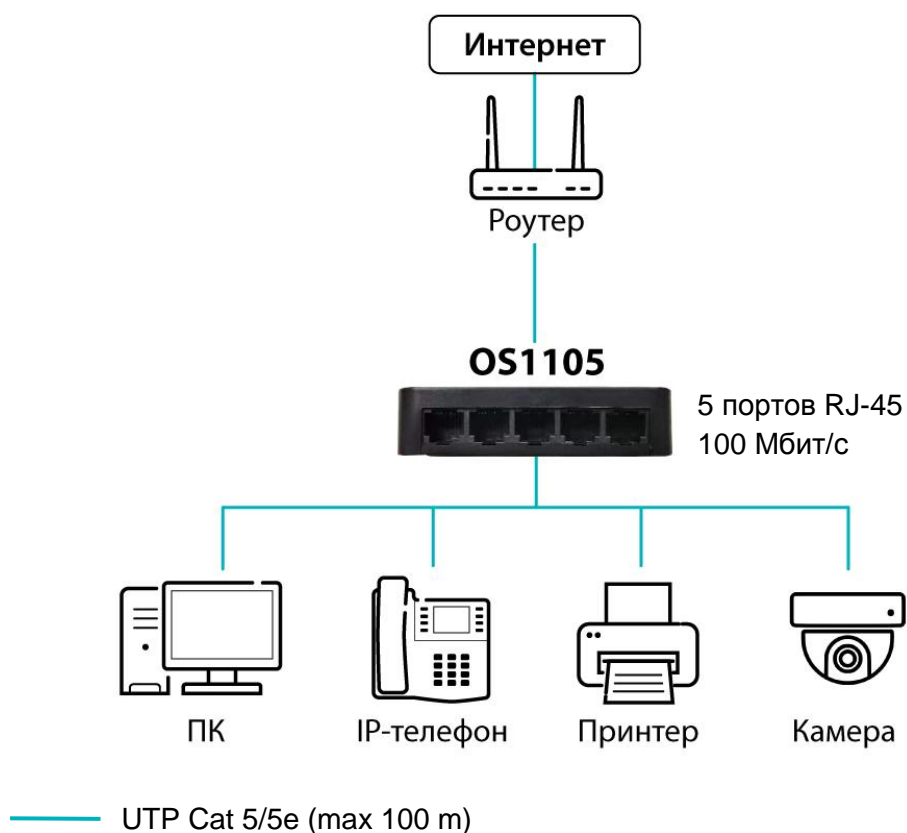 Интернет
Роутер
OS1105
5 портов RJ-45
100 Мбит/с
ПК
IP-телефон
Принтер
Камера
UTP Cat 5/5e (max 100 m)